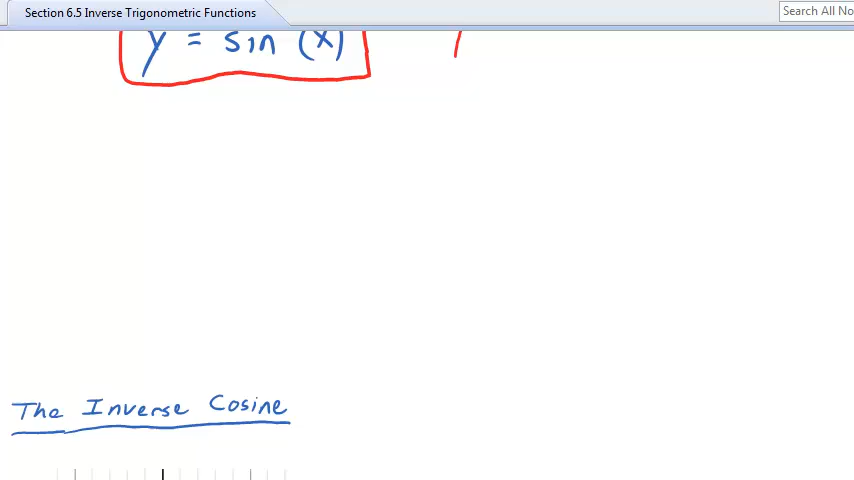 Section 6.5 Inverse Trigonometric Functions
Search All No
y = sin (x)
The Inverse Cosine